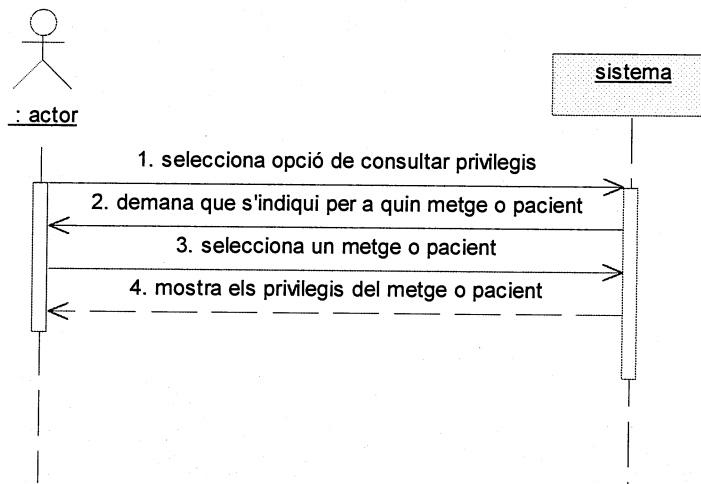 sistema
: actor
1. selecciona opció de consultar privilegis
2. demana que s'indiqui per a quin metge o pacient
3. selecciona un metge o pacient
4. mostra els privilegis del metge o pacient